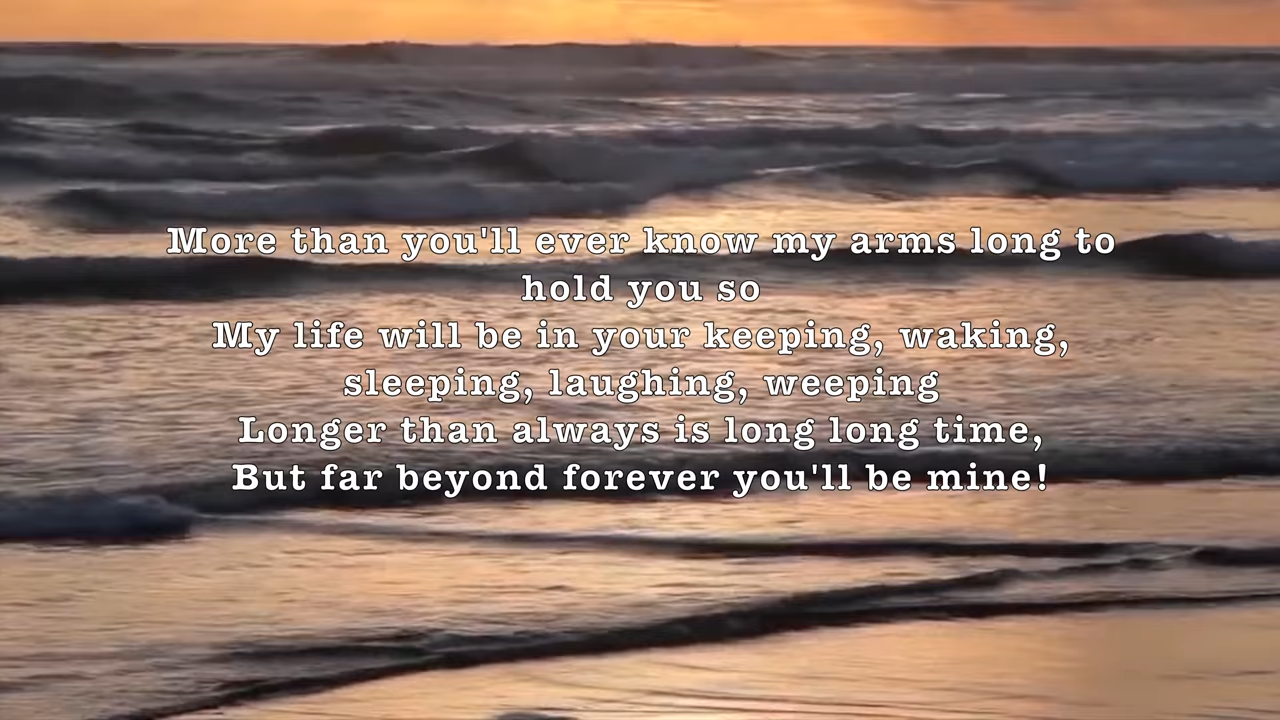 More than you'll ever know my arms long to
hold you so
My life will be in your keeping, waking,
sleeping, laughing, weeping
Longer than always is long long time,
But far beyond forever you'll be mine!